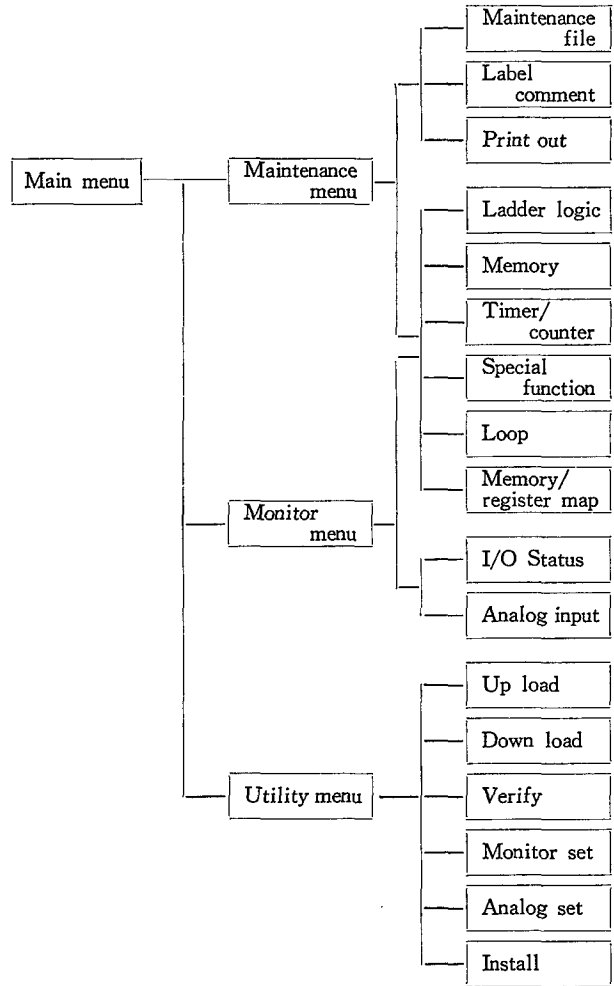 Main menu
Maintenance
menu
Maintenance
file
Label
comment
Print out
Ladder logic
Memory
Timer/
counter
Special
function
Loop
Memory/
register map
Monitor
menu
I/O Status
Analog input
Utility menu
Up load
Down load
Verify
Monitor set
Analog set
Install